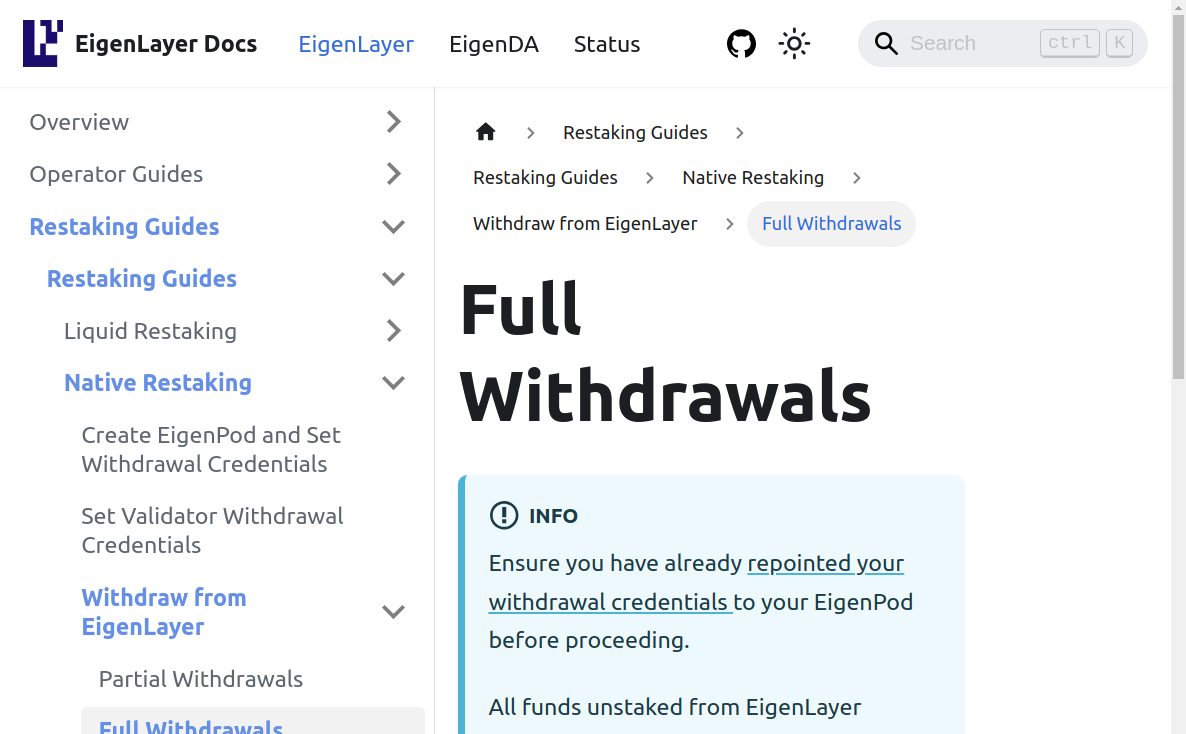 EigenLayer Docs
EigenLayer
EigenDA
Status
Search
ctrl
K
Overview
Operator Guides
Restaking Guides
Restaking Guides
Liquid Restaking
Native Restaking
Create EigenPod and Set
Withdrawal Credentials
Set Validator Withdrawal
Credentials
Withdraw from
EigenLayer
Partial Withdrawals
Full Withdrawals
Restaking Guides
Restaking Guides
Native Restaking
Withdraw from EigenLayer
Full Withdrawals
Full
Withdrawals
INFO
Ensure you have already repointed your
withdrawal credentials to your EigenPod
before proceeding.
All funds unstaked from EigenLayer